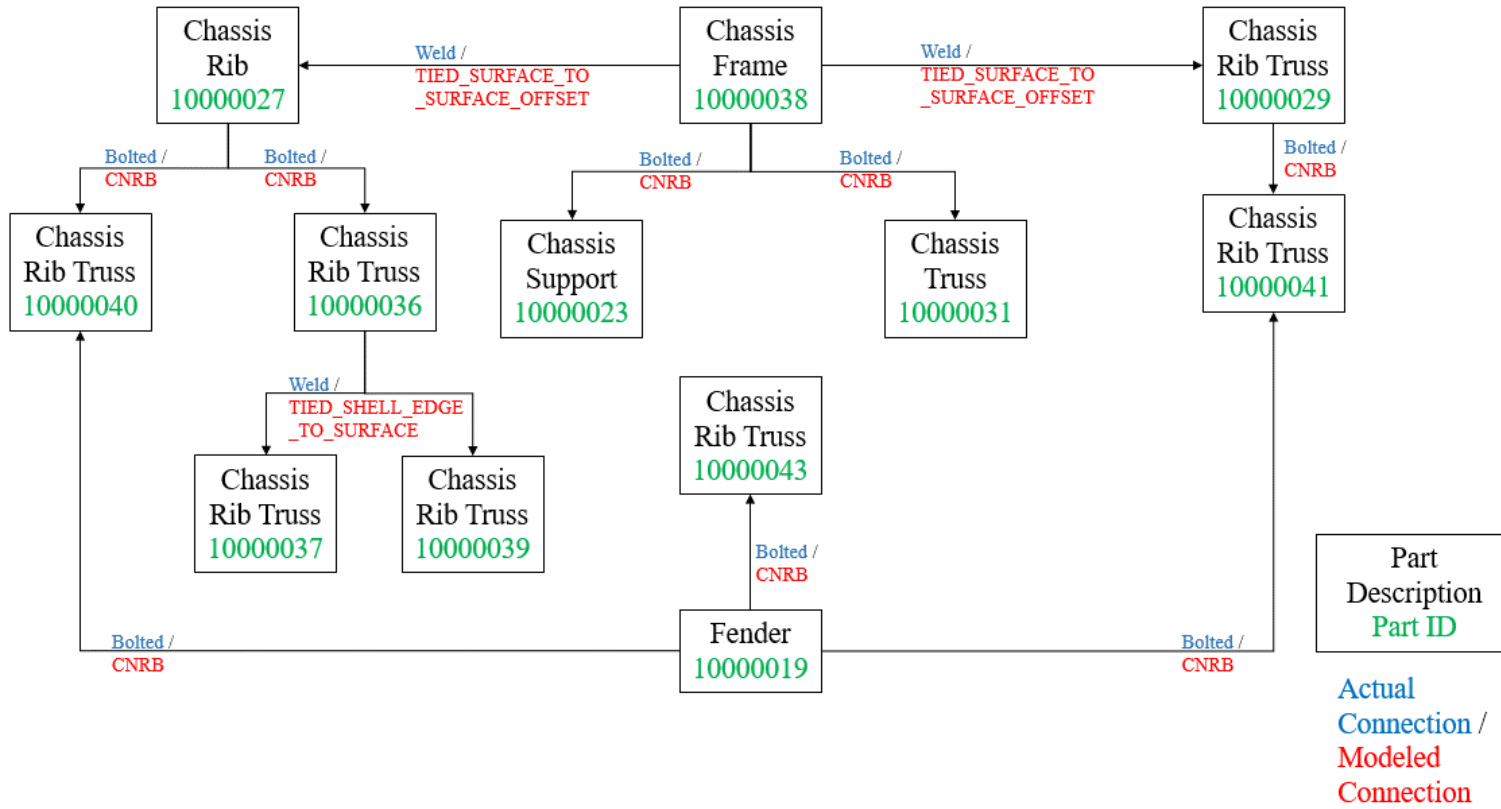 Chassis
Rib
10000027
Weld /
TIED_SURFACE_TO
_SURFACE_OFFSET
Chassis
Frame
10000038
Weld /
TIED_SURFACE_TO
_SURFACE_OFFSET
Chassis
Rib Truss
10000029
Bolted /
CNRB
Bolted /
CNRB
Bolted /
CNRB
Bolted /
CNRB
Bolted /
CNRB
Chassis
Rib Truss
10000040
Chassis
Rib Truss
10000036
Chassis
Support
10000023
Chassis
Truss
10000031
Chassis
Rib Truss
10000041
Weld /
TIED_SHELL_EDGE
_TO_SURFACE
Chassis
Rib Truss
10000037
Chassis
Rib Truss
10000039
Chassis
Rib Truss
10000043
Bolted /
CNRB
Bolted /
CNRB
Fender
10000019
Bolted /
CNRB
Part
Description
Part ID
Actual
Connection /
Modeled
Connection